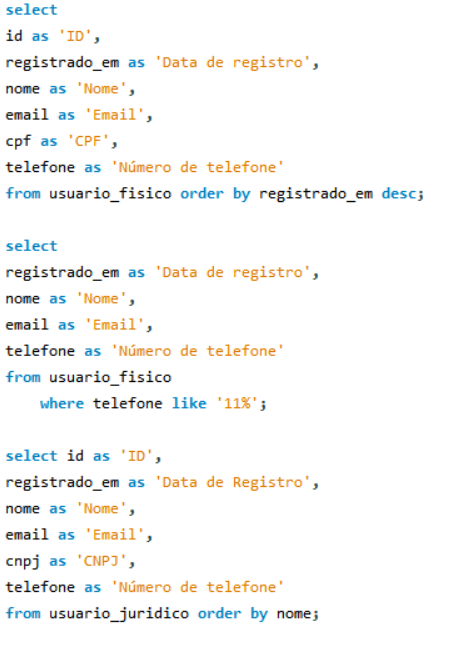 select
id as 'ID',
registrado_em as 'Data de registro',
nome as 'Nome',
email as 'Email',
cpf as 'CPF',
telefone as 'Número de telefone'
from usuario_fisico order by registrado_em desc;
select
registrado_em as 'Data de registro',
nome as 'Nome',
email as 'Email',
telefone as 'Número de telefone'
from usuario_fisico
where telefone like '11%';
select id as 'ID',
registrado_em as 'Data de Registro',
nome as 'Nome',
email as 'Email',
cnpj as 'CNPJ',
telefone as 'Número de telefone'
from usuario_juridico order by nome;